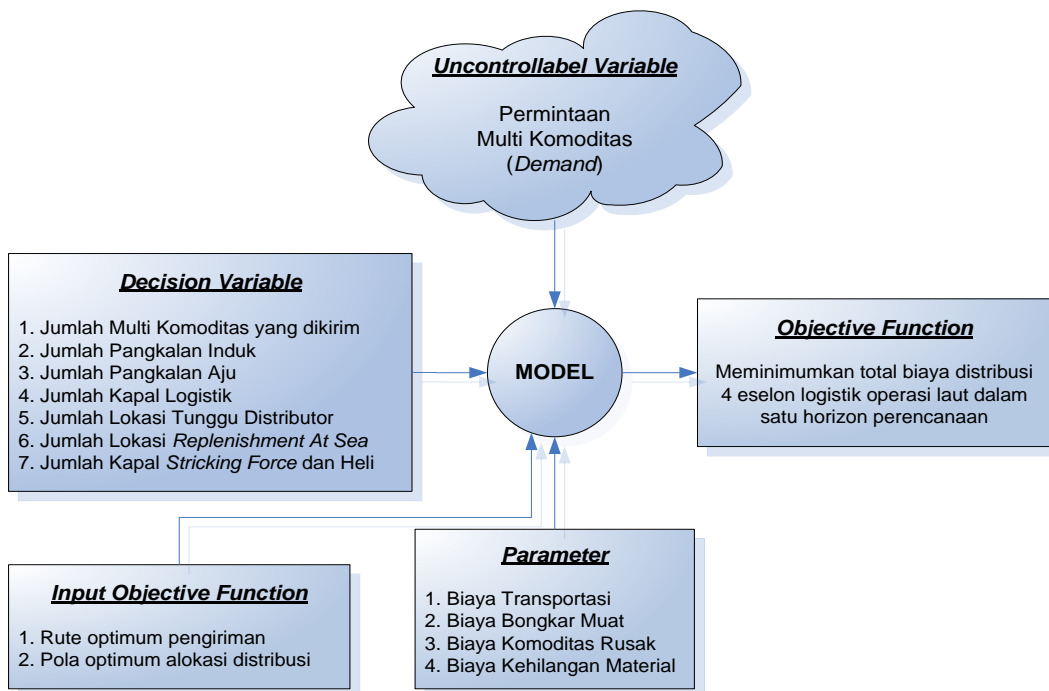 Uncontrollabel Variable
Permintaan
Multi Komoditas
(Demand)
Decision Variable
1. Jumlah Multi Komoditas yang dikirim
2. Jumlah Pangkalan Induk
3. Jumlah Pangkalan Aju
4. Jumlah Kapal Logistik
5. Jumlah Lokasi Tunggu Distributor
6. Jumlah Lokasi Replenishment At Sea
7. Jumlah Kapal Stricking Force dan Heli
MODEL
Objective Function
Meminimumkan total biaya distribusi
4 eselon logistik operasi laut dalam
satu horizon perencanaan
Input Objective Function
1. Rute optimum pengiriman
2. Pola optimum alokasi distribusi
Parameter
1. Biaya Transportasi
2. Biaya Bongkar Muat
3. Biaya Komoditas Rusak
4. Biaya Kehilangan Material